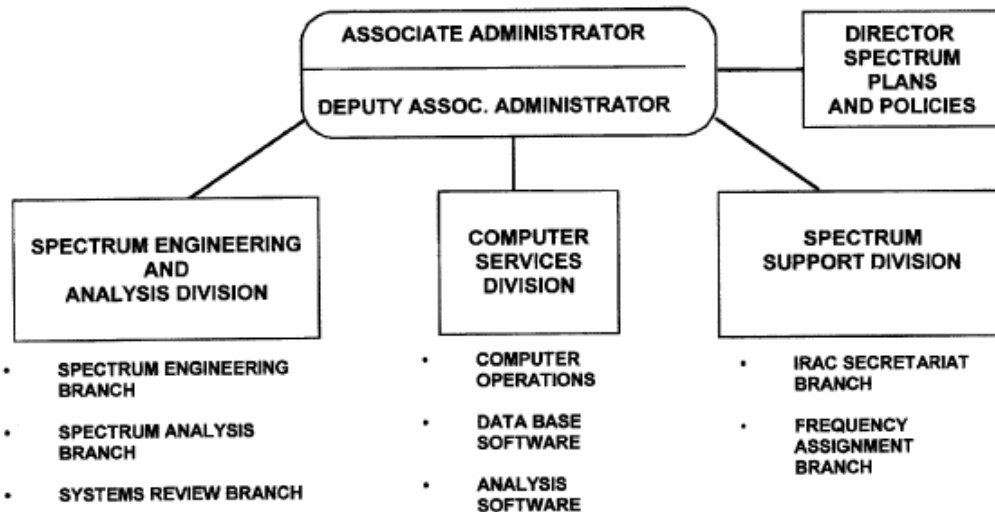 ASSOCIATE ADMINISTRATOR
DEPUTY ASSOC. ADMINISTRATOR
DIRECTOR
SPECTRUM
PLANS
AND POLICIES
SPECTRUM ENGINEERING
AND
ANALYSIS DIVISION
COMPUTER
SERVICES
DIVISION
SPECTRUM
SUPPORT DIVISION
• SPECTRUM ENGINEERING
BRANCH
• SPECTRUM ANALYSIS
BRANCH
• SYSTEMS REVIEW BRANCH
• COMPUTER
OPERATIONS
• DATA BASE
SOFTWARE
• ANALYSIS
SOFTWARE
• IRAC SECRETARIAT
BRANCH
• FREQUENCY
ASSIGNMENT
BRANCH